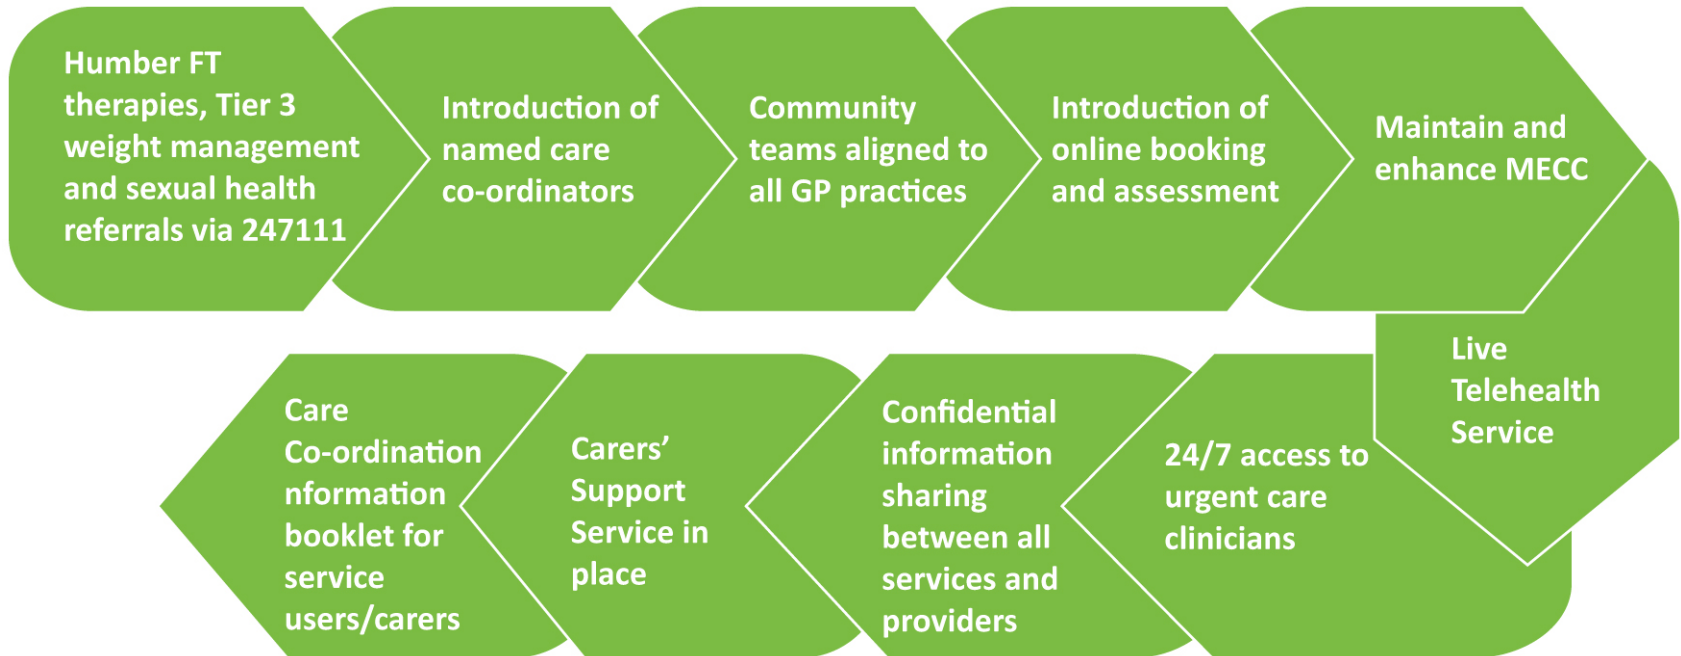 Humber FT
therapies, Tier 3
weight management
and sexual health
referrals via 247111
Introduction of
named care
co-ordinators
Community
teams aligned to
all GP practices
Introduction of
online booking
and assessment
Maintain and
enhance MECC
Live
Telehealth
Service
24/7 access to
urgent care
clinicians
Confidential
information
sharing
between all
services and
providers
Carers’
Support
Service in
place
Care
Co-ordination
nformation
booklet for
service
users/carers